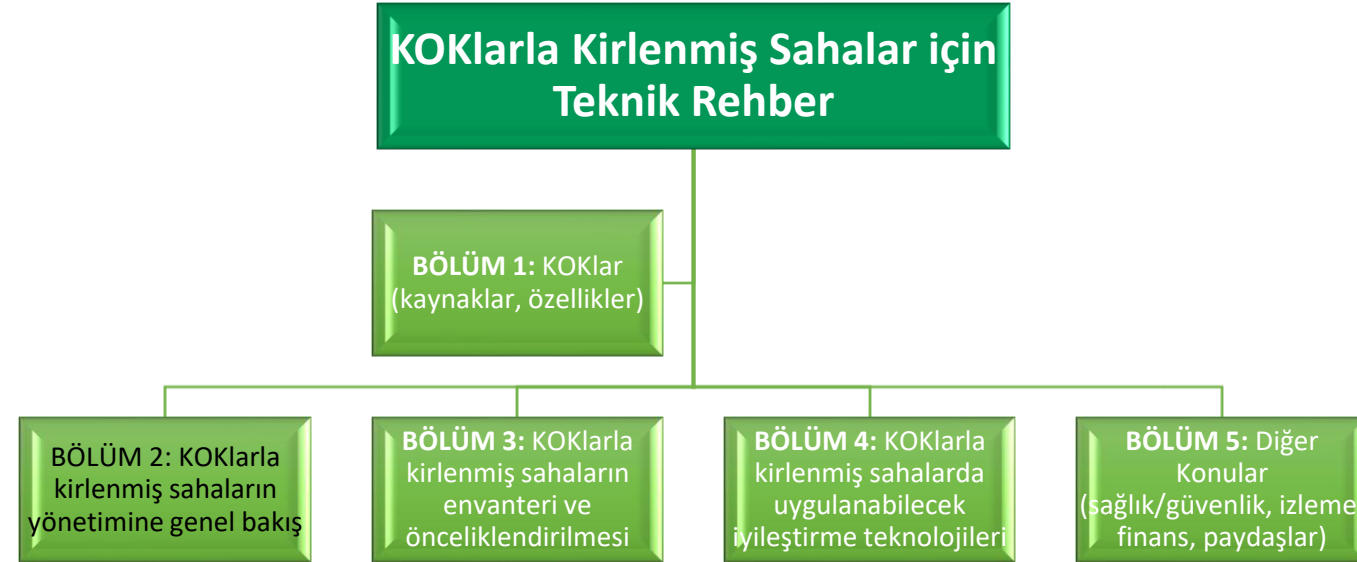 KOKlarla Kirlenmiş Sahalar için
Teknik Rehber
BÖLÜM 1: KOKlar
(kaynaklar, özellikler)
BÖLÜM 2: KOKlarla
kirlenmiş sahaların
yönetimine genel bakış
BÖLÜM 3: KOKlarla
kirlenmiş sahaların
envanteri ve
önceliklendirilmesi
BÖLÜM 4: KOKlarla
kirlenmiş sahalarda
uygulanabilecek
iyileştirme teknolojileri
BÖLÜM 5: Diğer
Konular
(sağlık/güvenlik, izleme
finans, paydaşlar)